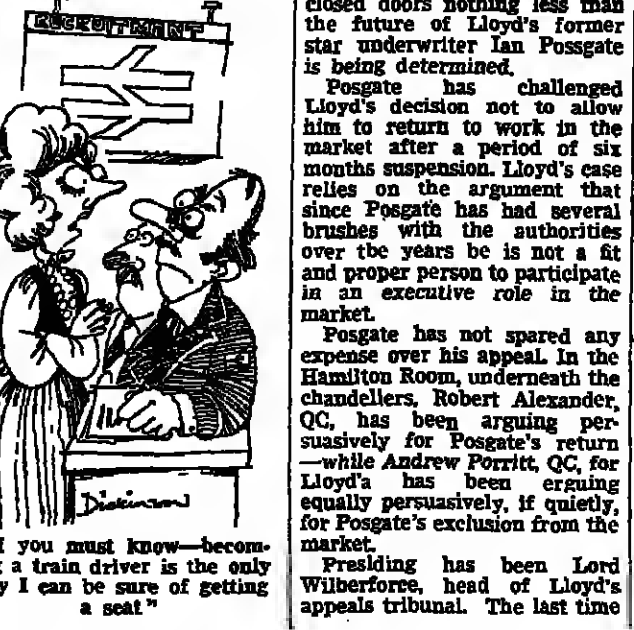 RECRUITMENT
Dickinson
you must know—becom-
a train driver is the only
I can be sure of getting
a seat"
closed doors nothing less than
the future of Lloyd's former
star underwriter Ian Possgate
is being determined.
Posgate has challenged
Lloyd's decision not to allow
him to return to work in the
market after a period of six
months suspension. Lloyd's case
relies on the argument that
since Posgate has had several
brushes with the authorities
over tbe years be is not a fit
and proper person to participate
in an executive role in the
market.
Posgate has not spared any
expense over his appeal. In the
Hamilton Room, underneath the
chandeliers, Robert Alexander,
QC, has been arguing per-
suasively for Posgate's return
—while Andrew Porritt, QC, for
Lloyd'a has been erguing
equally persuasively, if quietly,
for Posgate's exclusion from the
market.
Presiding has been Lord
Wilberforce, head of Lloyd's
appeals tribunal. The last time